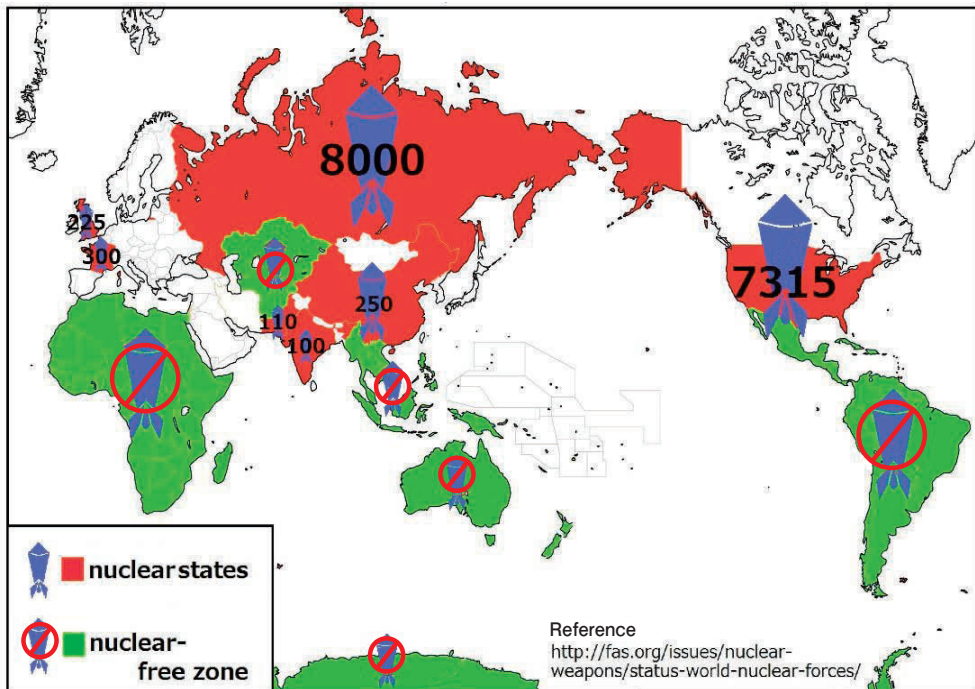 8000
225
300
7315
250
110
100
nuclear states
nuclear-
free zone
Reference
http://fas.org/issues/nuclear-
weapons/status-world-nuclear-forces/